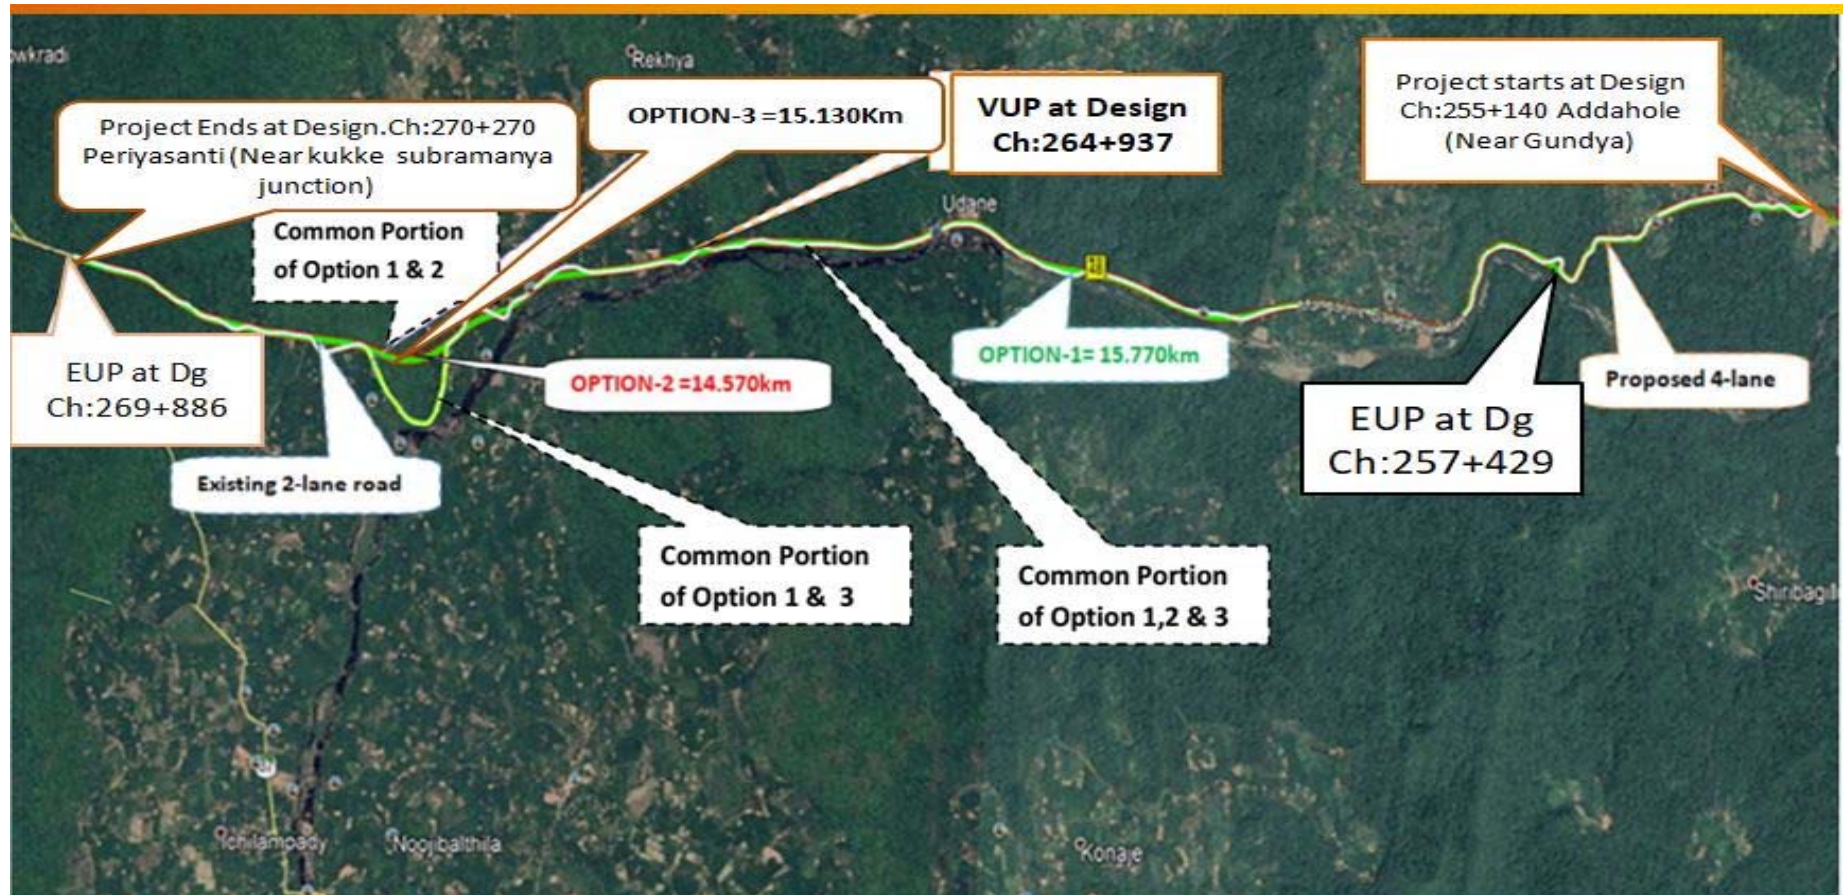 Rekhya
Project Ends at Design.Ch:270+270
Periyasanti (Near kukke subramanya
junction)
OPTION-3 =15.130Km
VUP at Design
Ch:264+937
Project starts at Design
Ch:255+140 Addahole
(Near Gundya)
Udane
Common Portion
of Option 1 & 2
EUP at Dg
Ch:269+886
OPTION-2 =14.570km
OPTION-1= 15.770km
Proposed 4-lane
EUP at Dg
Ch:257+429
Existing 2-lane road
Common Portion
of Option 1 & 3
Common Portion
of Option 1,2 & 3
Noojibalthila
Konaje